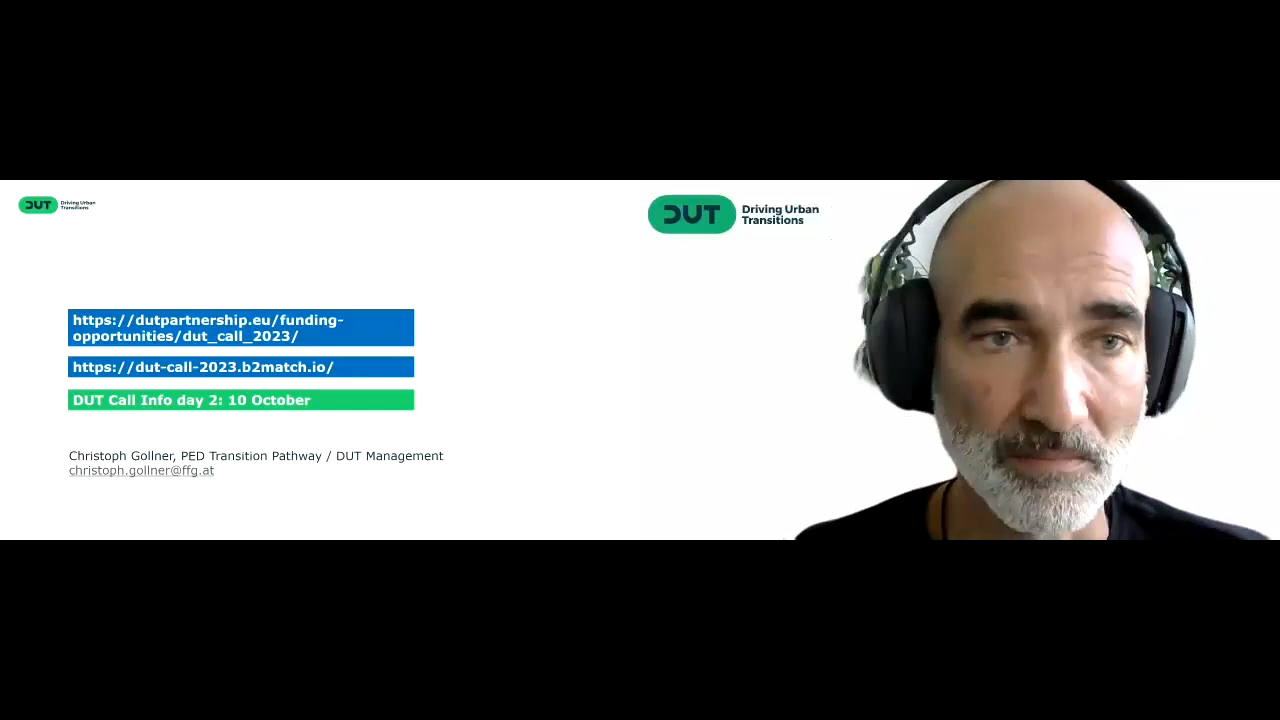 DUT Driving Urban
Transitions
https://dutpartnership.eu/funding-
opportunities/dut_call_2023/
https://dut-call-2023.b2match.io/
DUT Call Info day 2: 10 October
Christoph Gollner, PED Transition Pathway / DUT Management
christoph.gollner@ffg.at
DUT Driving Urban
Transitions